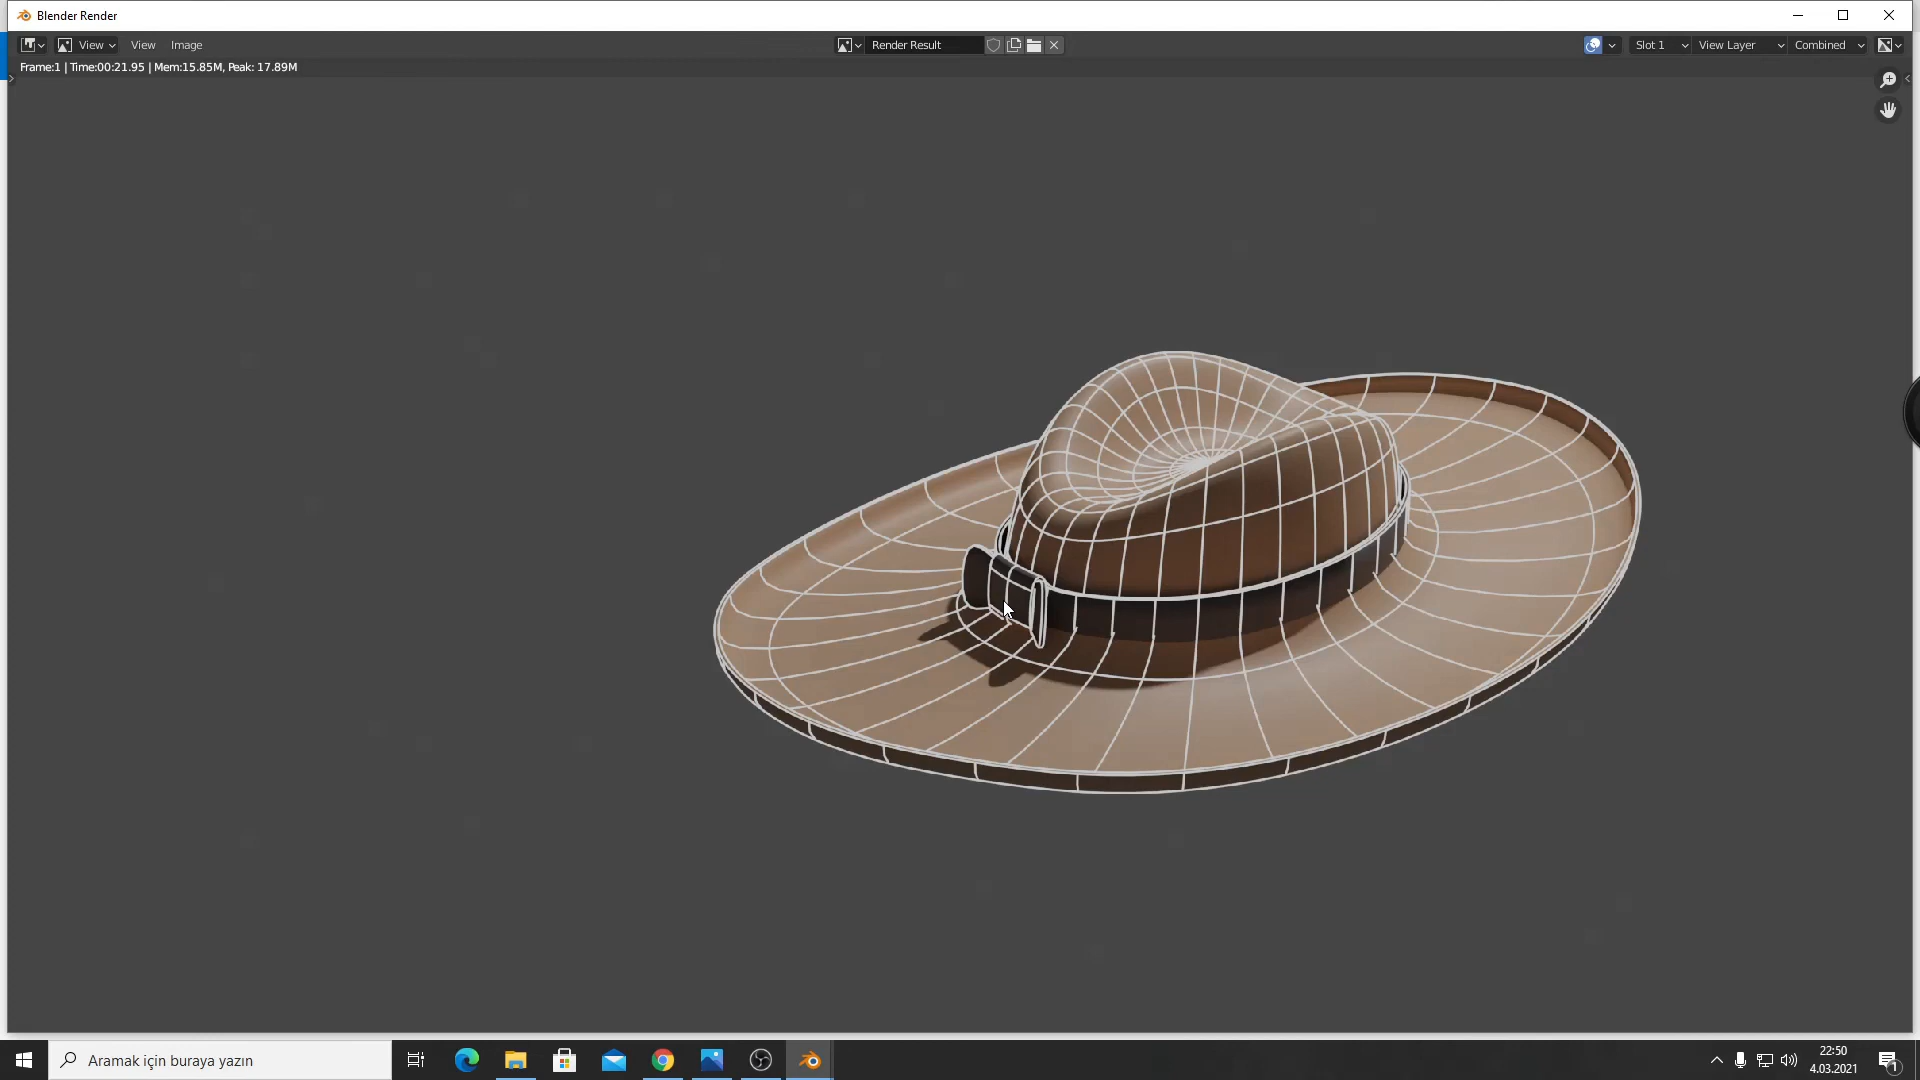 Blender Render
View View Image Render Result Slot 1 View Layer Combined
Frame:1 | Time:00:21.95 | Mem:15.85M, Peak: 17.89M
Aramak için buraya yazın
22:50
4.03.2021
1